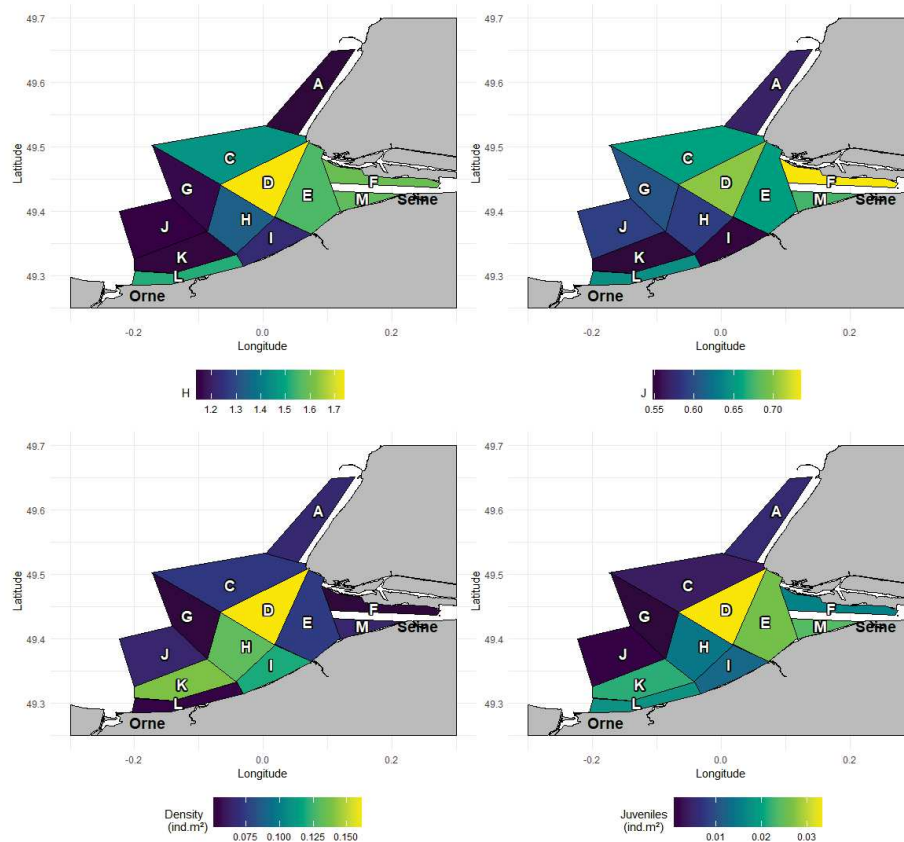 49.7
49.6
49.5
49.4
49.3
Latitude
A
C
D
E
F
G
H
I
J
K
L
M
Seine
Orne
-0.2 0.0 0.2
Longitude
H
1.2 1.3 1.4 1.5 1.6 1.7
49.7
49.6
49.5
49.4
49.3
Latitude
A
C
D
E
F
G
H
I
J
K
L
M
Seine
Orne
-0.2 0.0 0.2
Longitude
J
0.55 0.60 0.65 0.70
49.7
49.6
49.5
49.4
49.3
Latitude
A
C
D
E
F
G
H
I
J
K
L
M
Seine
Orne
-0.2 0.0 0.2
Longitude
Density
(ind.m²)
0.075 0.100 0.125 0.150
49.7
49.6
49.5
49.4
49.3
Latitude
A
C
D
E
F
G
H
I
J
K
L
M
Seine
Orne
-0.2 0.0 0.2
Longitude
Juveniles
(ind.m²)
0.01 0.02 0.03